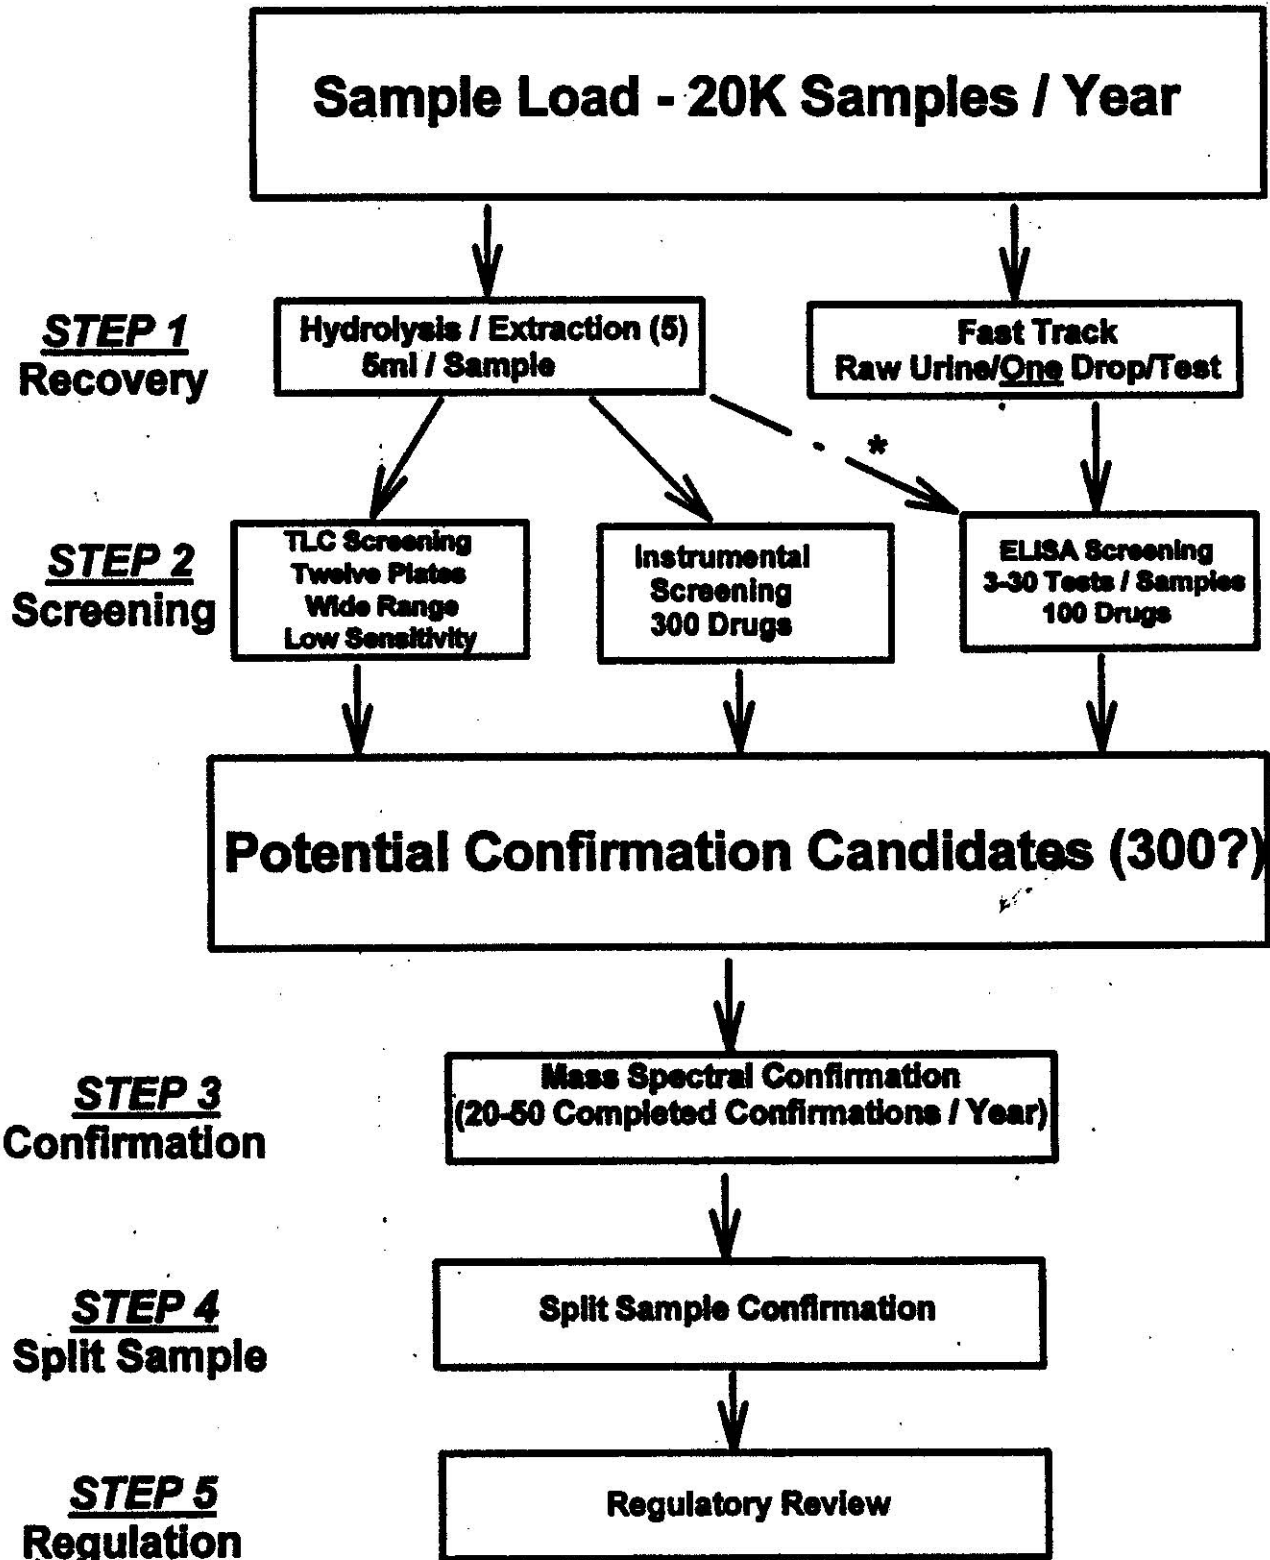 Sample Load - 20K Samples / Year
STEP 1
Recovery
Hydrolysis / Extraction (5)
5ml / Sample
Fast Track
Raw Urine/One Drop/Test
*
STEP 2
Screening
TLC Screening
Twelve Plates
Wide Range
Low Sensitivity
Instrumental
Screening
300 Drugs
ELISA Screening
3-30 Tests / Samples
100 Drugs
Potential Confirmation Candidates (300?)
STEP 3
Confirmation
Mass Spectral Confirmation
(20-50 Completed Confirmations / Year)
STEP 4
Split Sample
Split Sample Confirmation
STEP 5
Regulation
Regulatory Review